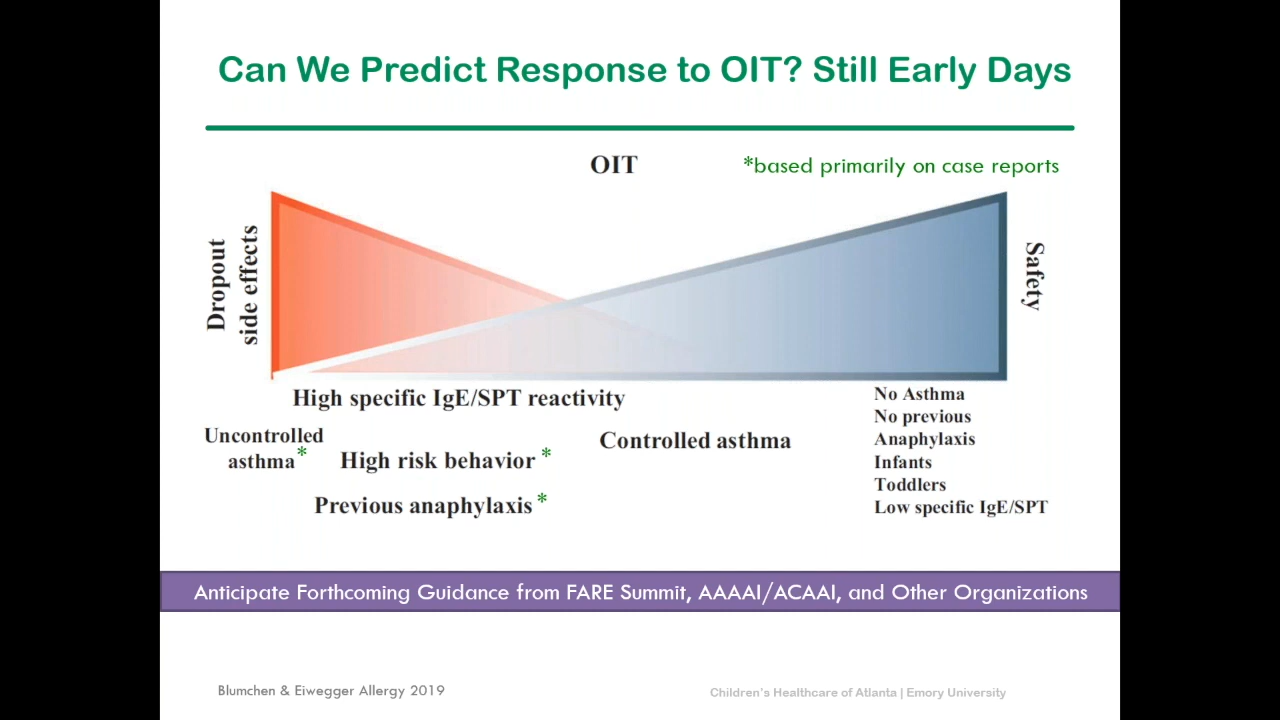 Can We Predict Response to OIT? Still Early Days
OIT
*based primarily on case reports
Dropout
side effects
Safety
High specific IgE/SPT reactivity
Uncontrolled
asthma*
High risk behavior *
Previous anaphylaxis *
Controlled asthma
No Asthma
No previous
Anaphylaxis
Infants
Toddlers
Low specific IgE/SPT
Anticipate Forthcoming Guidance from FARE Summit, AAAAI/ACAAI, and Other Organizations
Blumchen & Eiwegger Allergy 2019
Children's Healthcare of Atlanta | Emory University